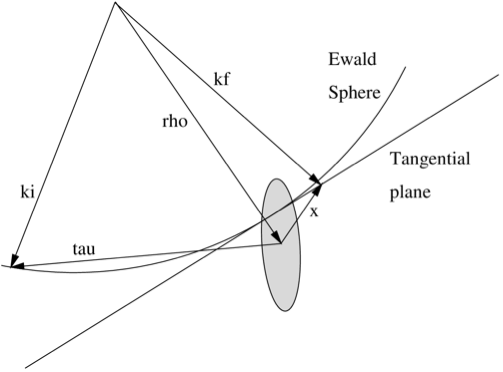 Ewald
Sphere
kf
rho
Tangential
plane
ki
x
tau